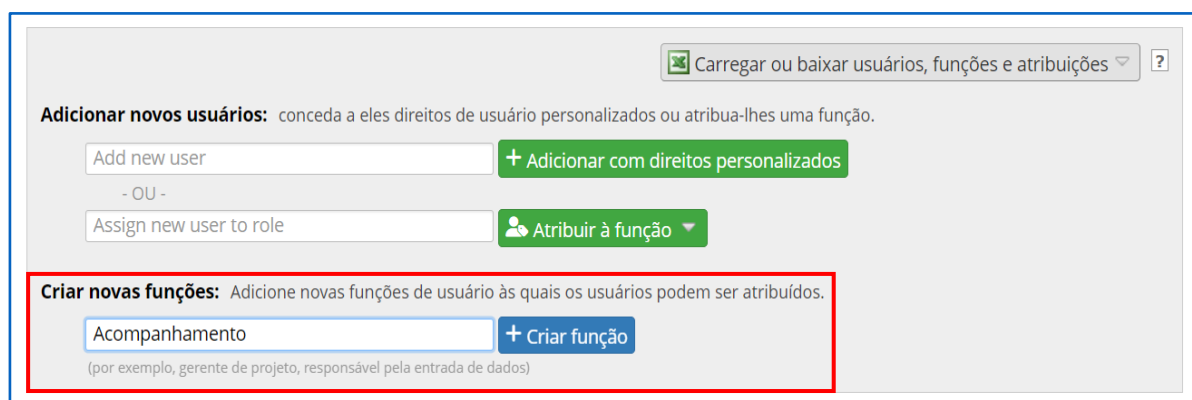 Carregar ou baixar usuários, funções e atribuições ?
Adicionar novos usuários: conceda a eles direitos de usuário personalizados ou atribua-lhes uma função.
Add new user + Adicionar com direitos personalizados
- OU -
Assign new user to role Atribuir à função
Criar novas funções: Adicione novas funções de usuário às quais os usuários podem ser atribuídos.
Acompanhamento + Criar função
(por exemplo, gerente de projeto, responsável pela entrada de dados)